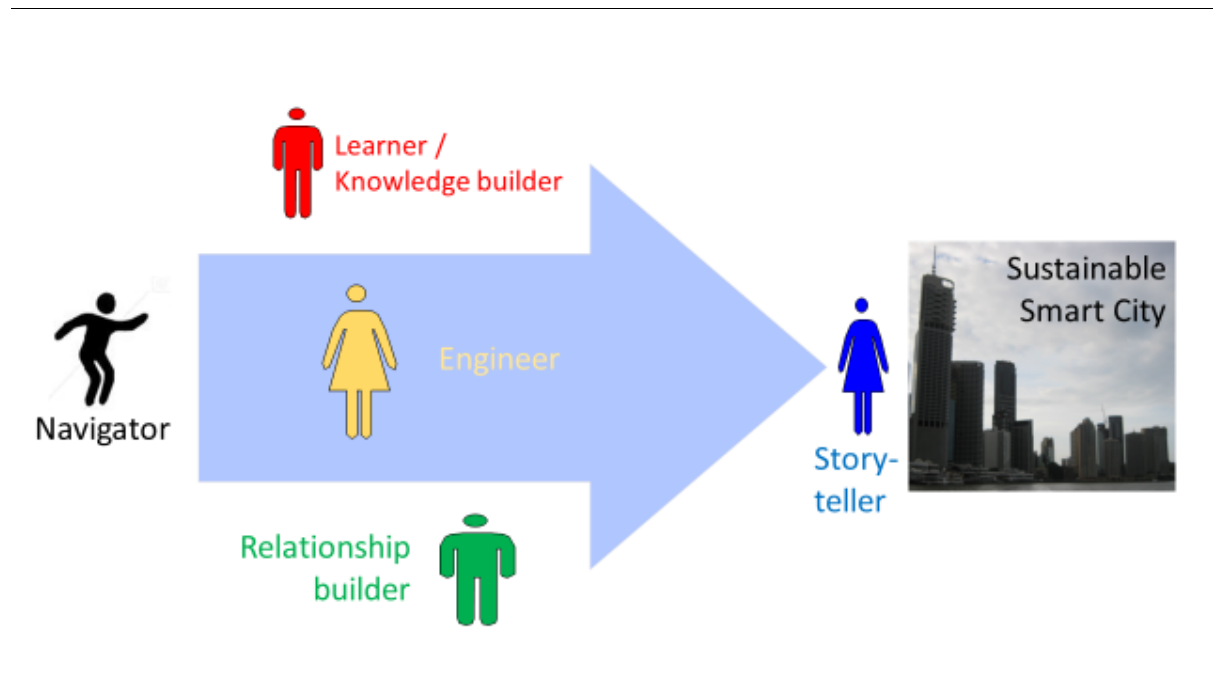 Learner /
Knowledge builder
Sustainable
Smart City
Engineer
Navigator
Story-
teller
Relationship
builder